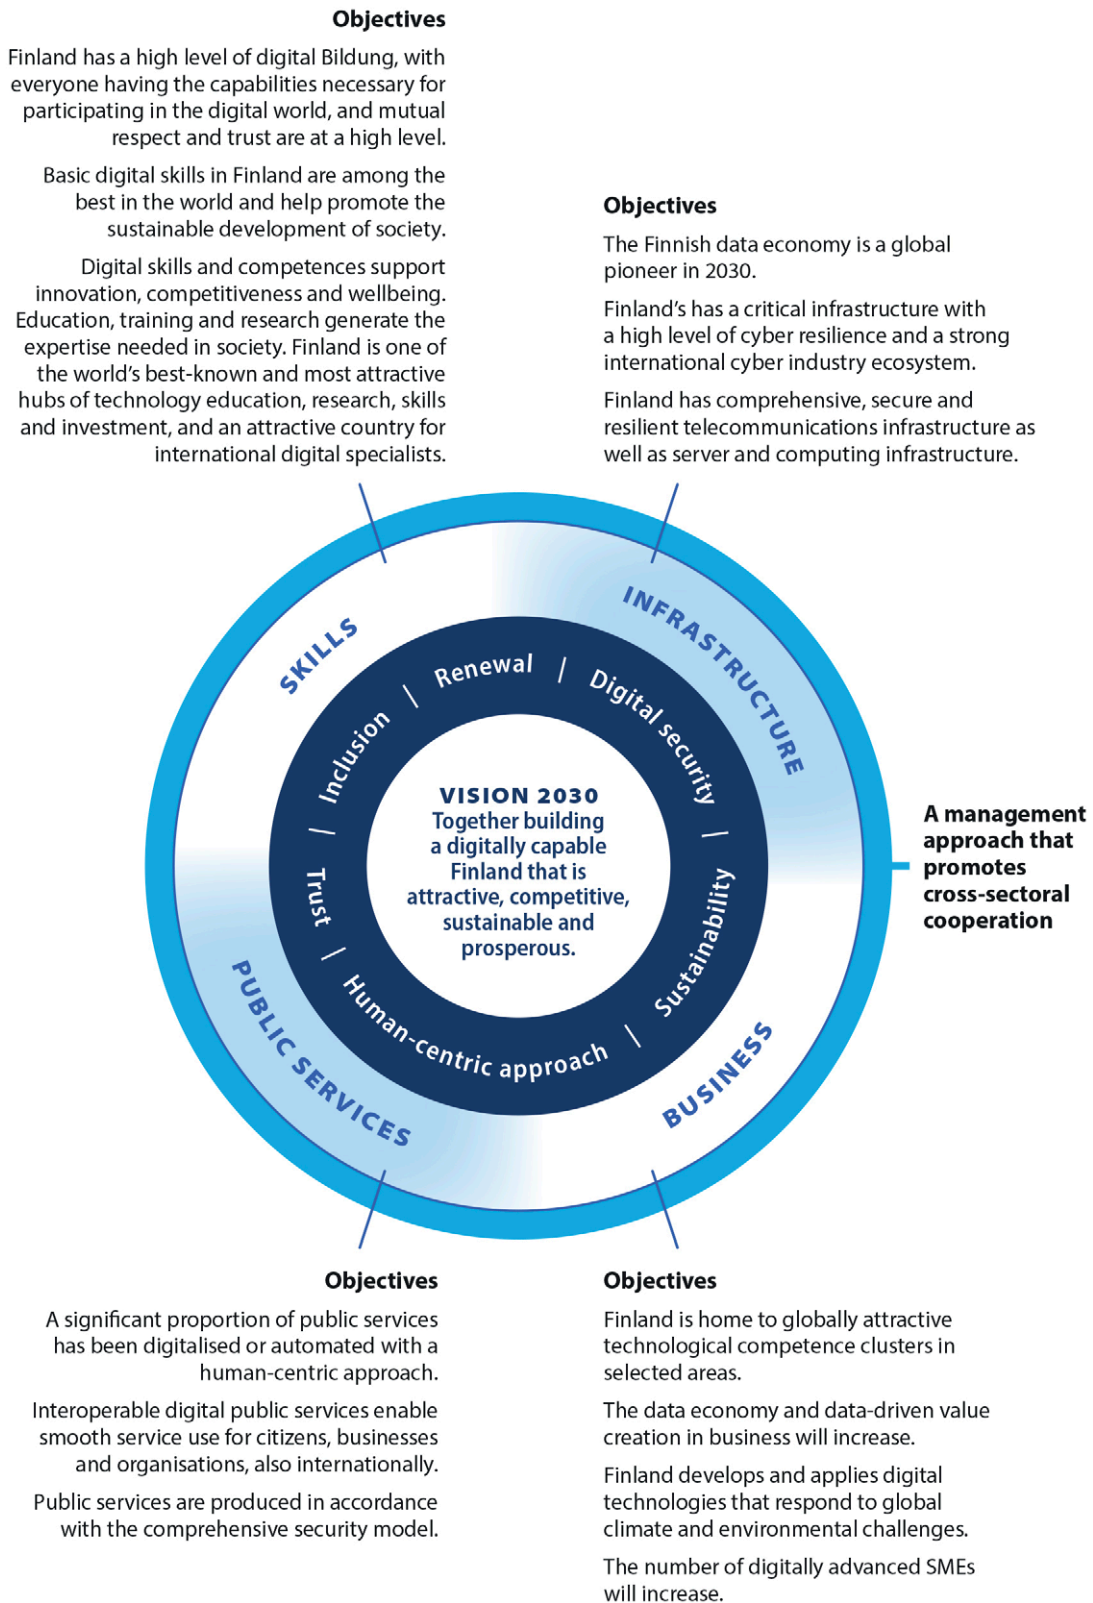 Objectives
Finland has a high level of digital Bildung, with
everyone having the capabilities necessary for
participating in the digital world, and mutual
respect and trust are at a high level.
Basic digital skills in Finland are among the
best in the world and help promote the
sustainable development of society.
Digital skills and competences support
innovation, competitiveness and wellbeing.
Education, training and research generate the
expertise needed in society. Finland is one of
the world's best-known and most attractive
hubs of technology education, research, skills
and investment, and an attractive country for
international digital specialists.
Objectives
The Finnish data economy is a global
pioneer in 2030.
Finland's has a critical infrastructure with
a high level of cyber resilience and a strong
international cyber industry ecosystem.
Finland has comprehensive, secure and
resilient telecommunications infrastructure as
well as server and computing infrastructure.
SKILLS
INFRASTRUCTURE
BUSINESS
PUBLIC SERVICES
Trust | Inclusion | Renewal | Digital security | Sustainability | Human-centric approach |
VISION 2030
Together building
a digitally capable
Finland that is
attractive, competitive,
sustainable and
prosperous.
A management
approach that
promotes
cross-sectoral
cooperation
Objectives
A significant proportion of public services
has been digitalised or automated with a
human-centric approach.
Interoperable digital public services enable
smooth service use for citizens, businesses
and organisations, also internationally.
Public services are produced in accordance
with the comprehensive security model.
Objectives
Finland is home to globally attractive
technological competence clusters in
selected areas.
The data economy and data-driven value
creation in business will increase.
Finland develops and applies digital
technologies that respond to global
climate and environmental challenges.
The number of digitally advanced SMEs
will increase.